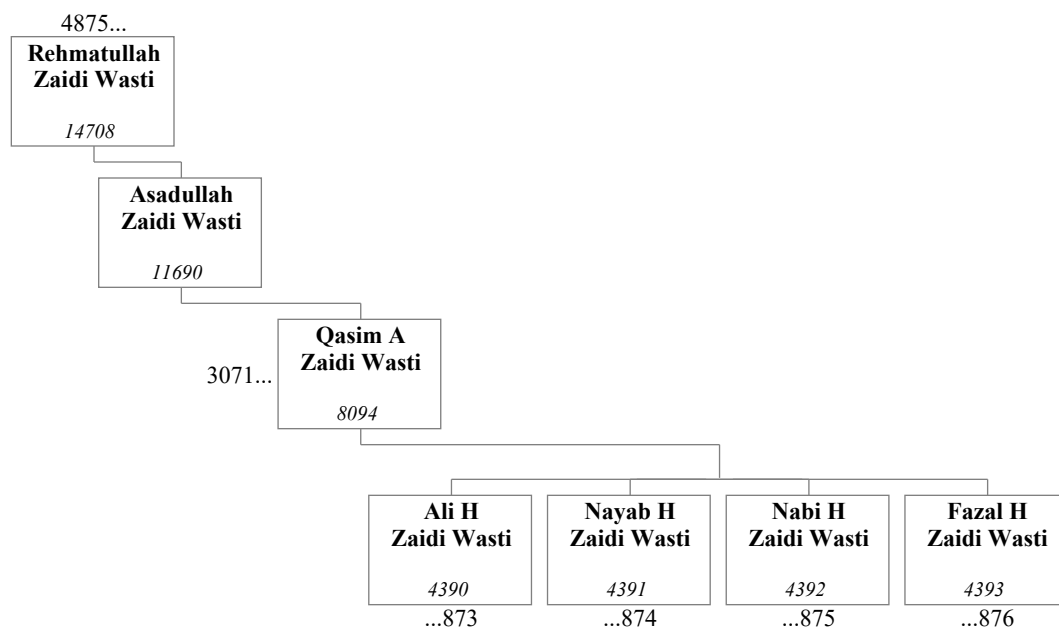 4875...
Rehmatullah
Zaidi Wasti
14708
Asadullah
Zaidi Wasti
11690
Qasim A
Zaidi Wasti
3071...
8094
Ali H
Zaidi Wasti
4390
...873
Nayab H
Zaidi Wasti
4391
...874
Nabi H
Zaidi Wasti
4392
...875
Fazal H
Zaidi Wasti
4393
...876